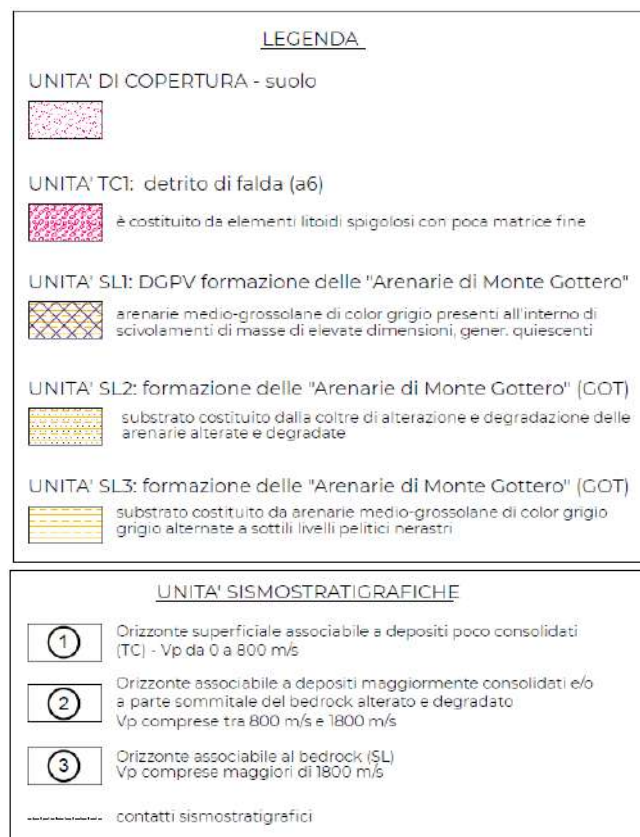 LEGENDA
UNITA' DI COPERTURA - suolo
UNITA' TC1: detrito di falda (a6)
è costituito da elementi litoidi spigolosi con poca matrice fine
UNITA' SL1: DGPV formazione delle "Arenarie di Monte Gottero"
arenarie medio-grossolane di color grigio presenti all'interno di
scivolamenti di masse di elevate dimensioni, gener. quiescenti
UNITA' SL2: formazione delle "Arenarie di Monte Gottero" (GOT)
substrato costituito dalla coltre di alterazione e degradazione delle
arenarie alterate e degradate
UNITA' SL3: formazione delle "Arenarie di Monte Gottero" (GOT)
substrato costituito da arenarie medio-grossolane di color grigio
grigio alternate a sottili livelli pelitici nerastri
UNITA' SISMOSTRATIGRAFICHE
1
Orizzonte superficiale associabile a depositi poco consolidati
(TC) - Vp da 0 a 800 m/s
2
Orizzonte associabile a depositi maggiormente consolidati e/o
a parte sommitale del bedrock alterato e degradato
Vp comprese tra 800 m/s e 1800 m/s
3
Orizzonte associabile al bedrock (SL)
Vp comprese maggiori di 1800 m/s
contatti sismostratigrafici